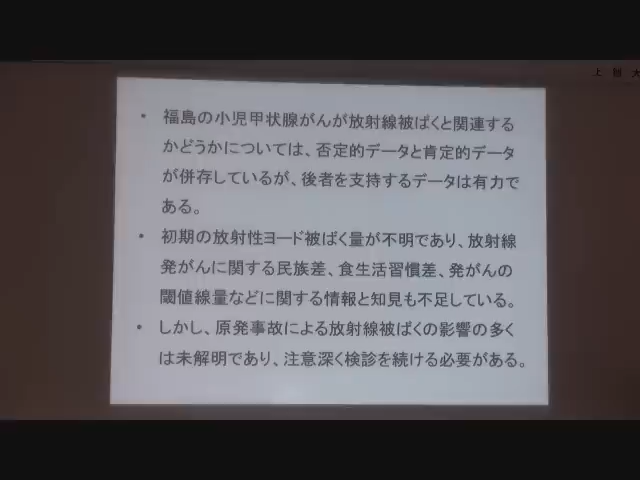 上智大
・福島の小児甲状腺がんが放射線被ばくと関連する
かどうかについては、否定的データと肯定的データ
が併存しているが、後者を支持するデータは有力で
ある。
・初期の放射性ヨード被ばく量が不明であり、放射線
発がんに関する民族差、食生活習慣差、発がんの
閾値線量などに関する情報と知見も不足している。
・しかし、原発事故による放射線被ばくの影響の多く
は未解明であり、注意深く検診を続ける必要がある。